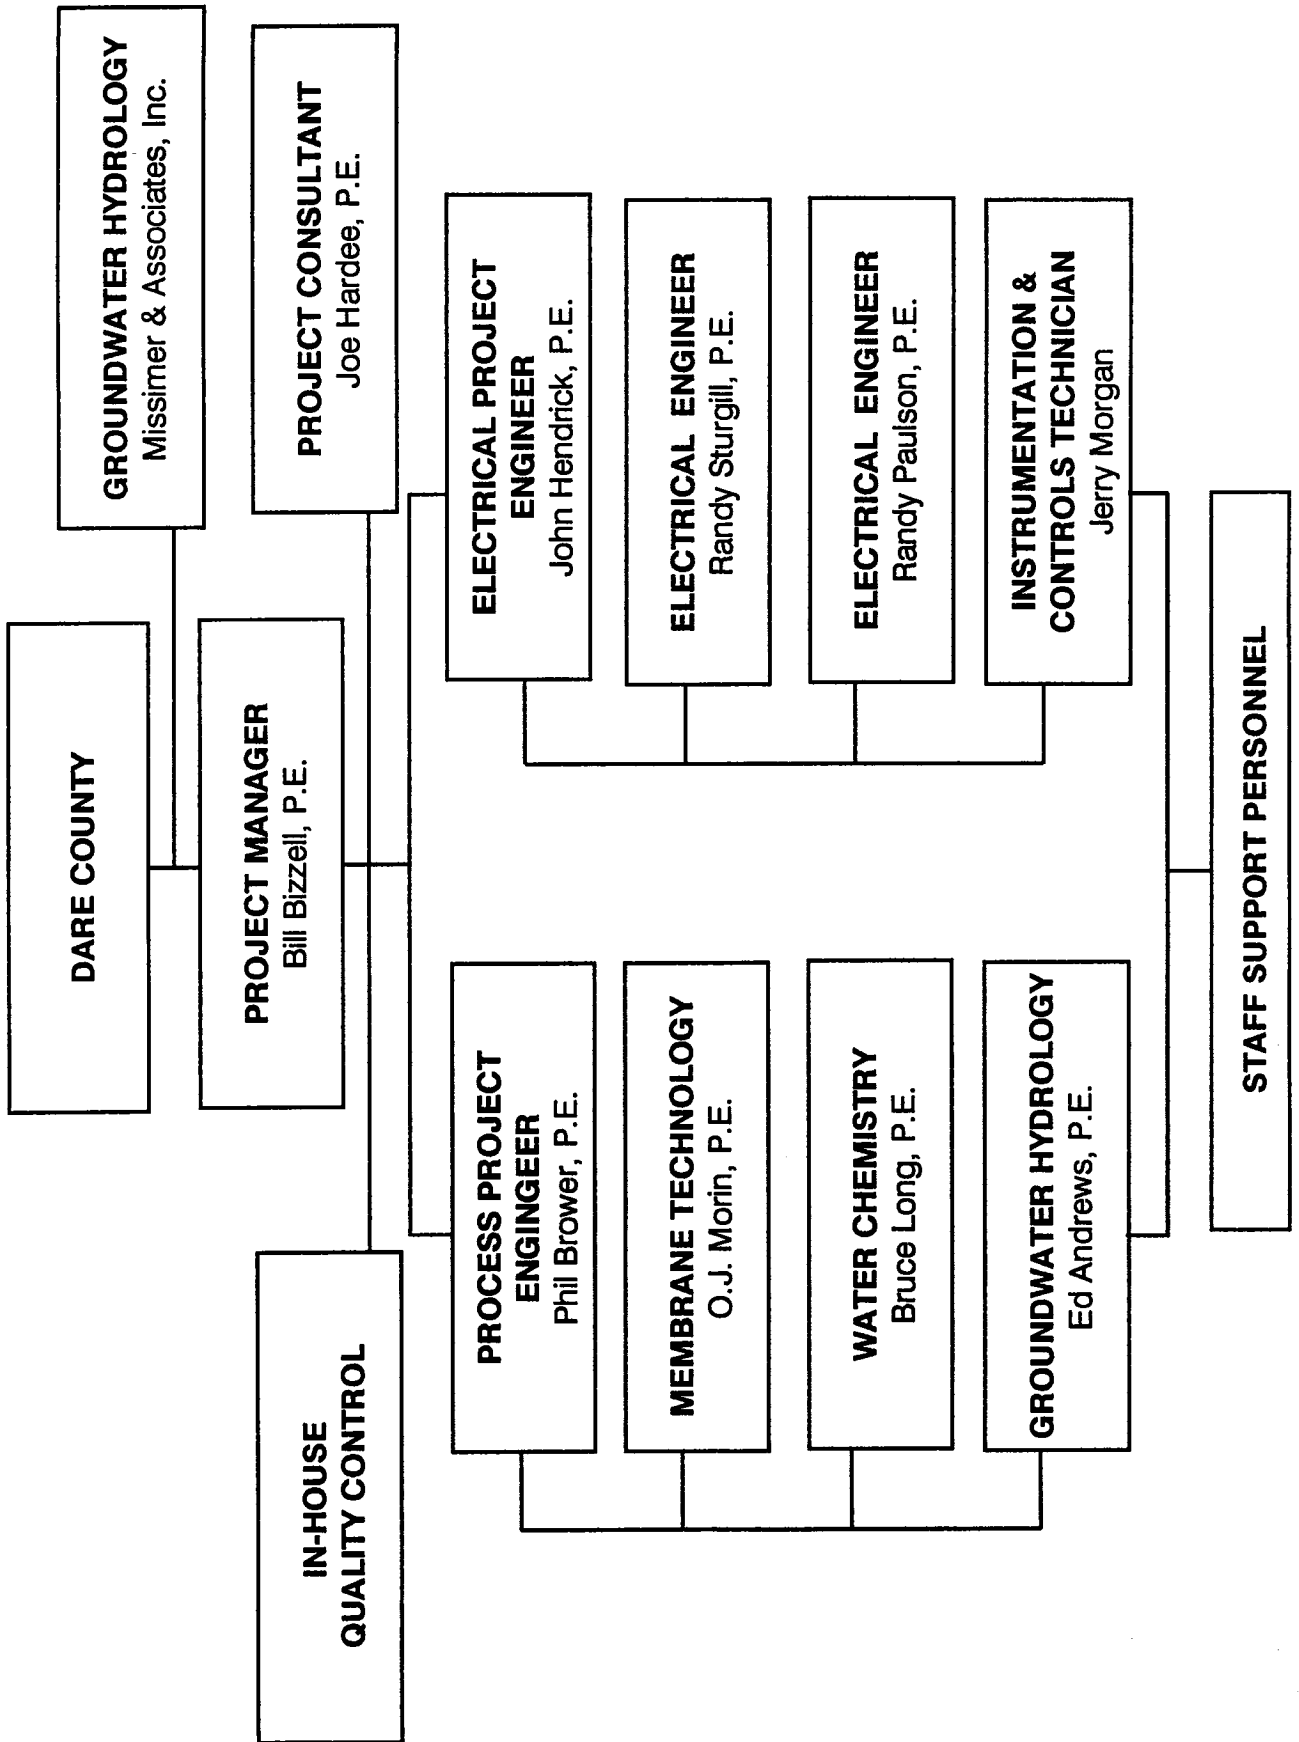 DARE COUNTY
GROUNDWATER HYDROLOGY
Missimer & Associates, Inc.
PROJECT MANAGER
Bill Bizzell, P.E.
IN-HOUSE
QUALITY CONTROL
PROJECT CONSULTANT
Joe Hardee, P.E.
PROCESS PROJECT
ENGINGEER
Phil Brower, P.E.
MEMBRANE TECHNOLOGY
O.J. Morin, P.E.
WATER CHEMISTRY
Bruce Long, P.E.
GROUNDWATER HYDROLOGY
Ed Andrews, P.E.
ELECTRICAL PROJECT
ENGINEER
John Hendrick, P.E.
ELECTRICAL ENGINEER
Randy Sturgill, P.E.
ELECTRICAL ENGINEER
Randy Paulson, P.E.
INSTRUMENTATION &
CONTROLS TECHNICIAN
Jerry Morgan
STAFF SUPPORT PERSONNEL